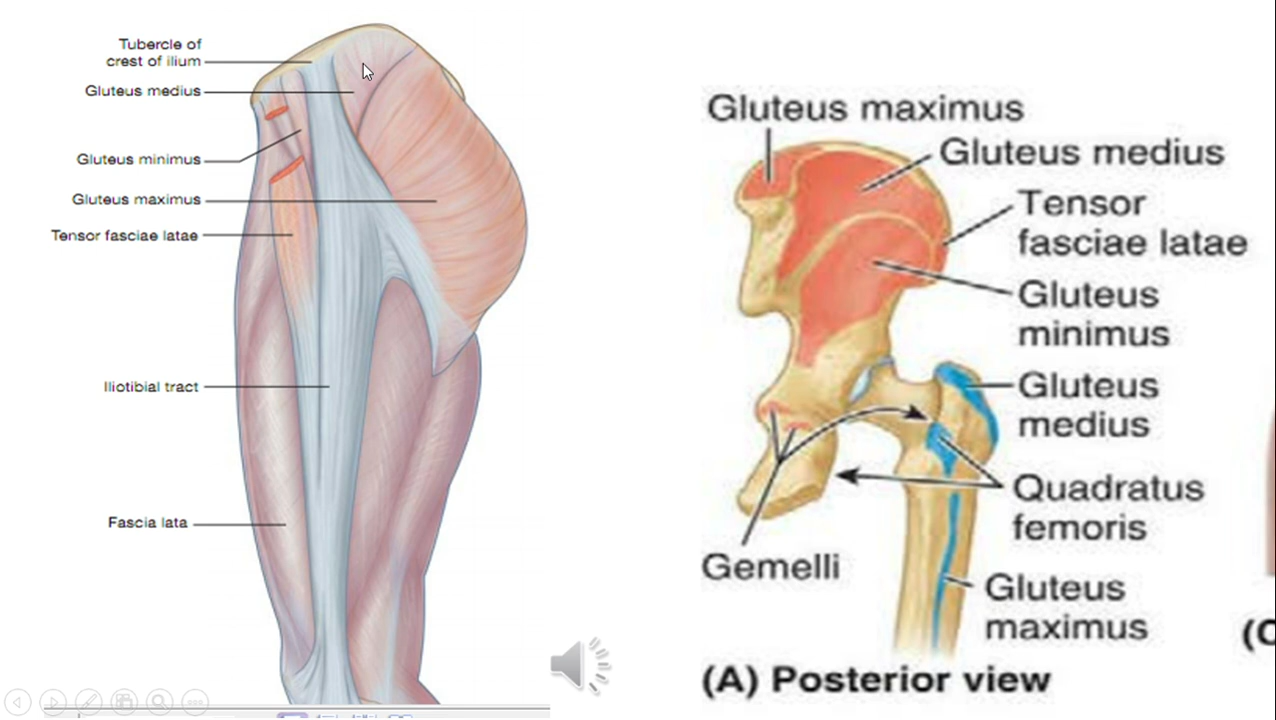 Tubercle of
crest of ilium
Gluteus medius
Gluteus minimus
Gluteus maximus
Tensor fasciae latae
Iliotibial tract
Fascia lata
Gluteus maximus
Gluteus medius
Tensor
fasciae latae
Gluteus
minimus
Gluteus
medius
Quadratus
femoris
Gemelli
Gluteus
maximus
(A) Posterior view
(C